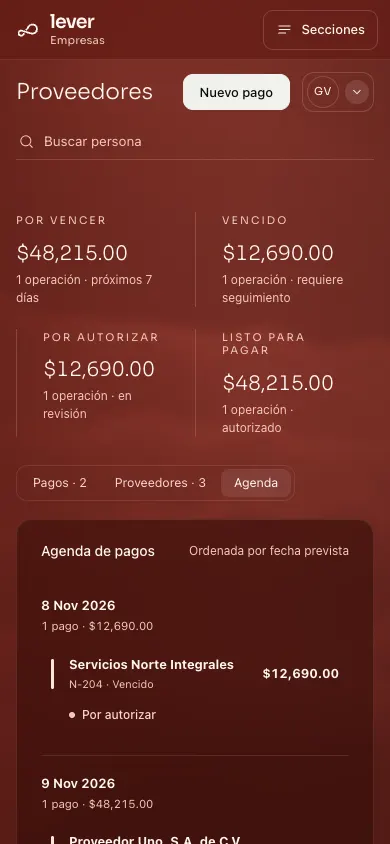 lever
Empresas
Secciones
Proveedores
Nuevo pago
GV
Buscar persona
POR VENCER
$48,215.00
1 operación · próximos 7
días
VENCIDO
$12,690.00
1 operación · requiere
seguimiento
POR AUTORIZAR
$12,690.00
1 operación · en
revisión
LISTO PARA
PAGAR
$48,215.00
1 operación ·
autorizado
Pagos · 2
Proveedores · 3
Agenda
Agenda de pagos
Ordenada por fecha prevista
8 Nov 2026
1 pago · $12,690.00
Servicios Norte Integrales
$12,690.00
N-204 · Vencido
Por autorizar
9 Nov 2026
1 pago · $48,215.00
Proveedor Uno, S.A. de C.V.